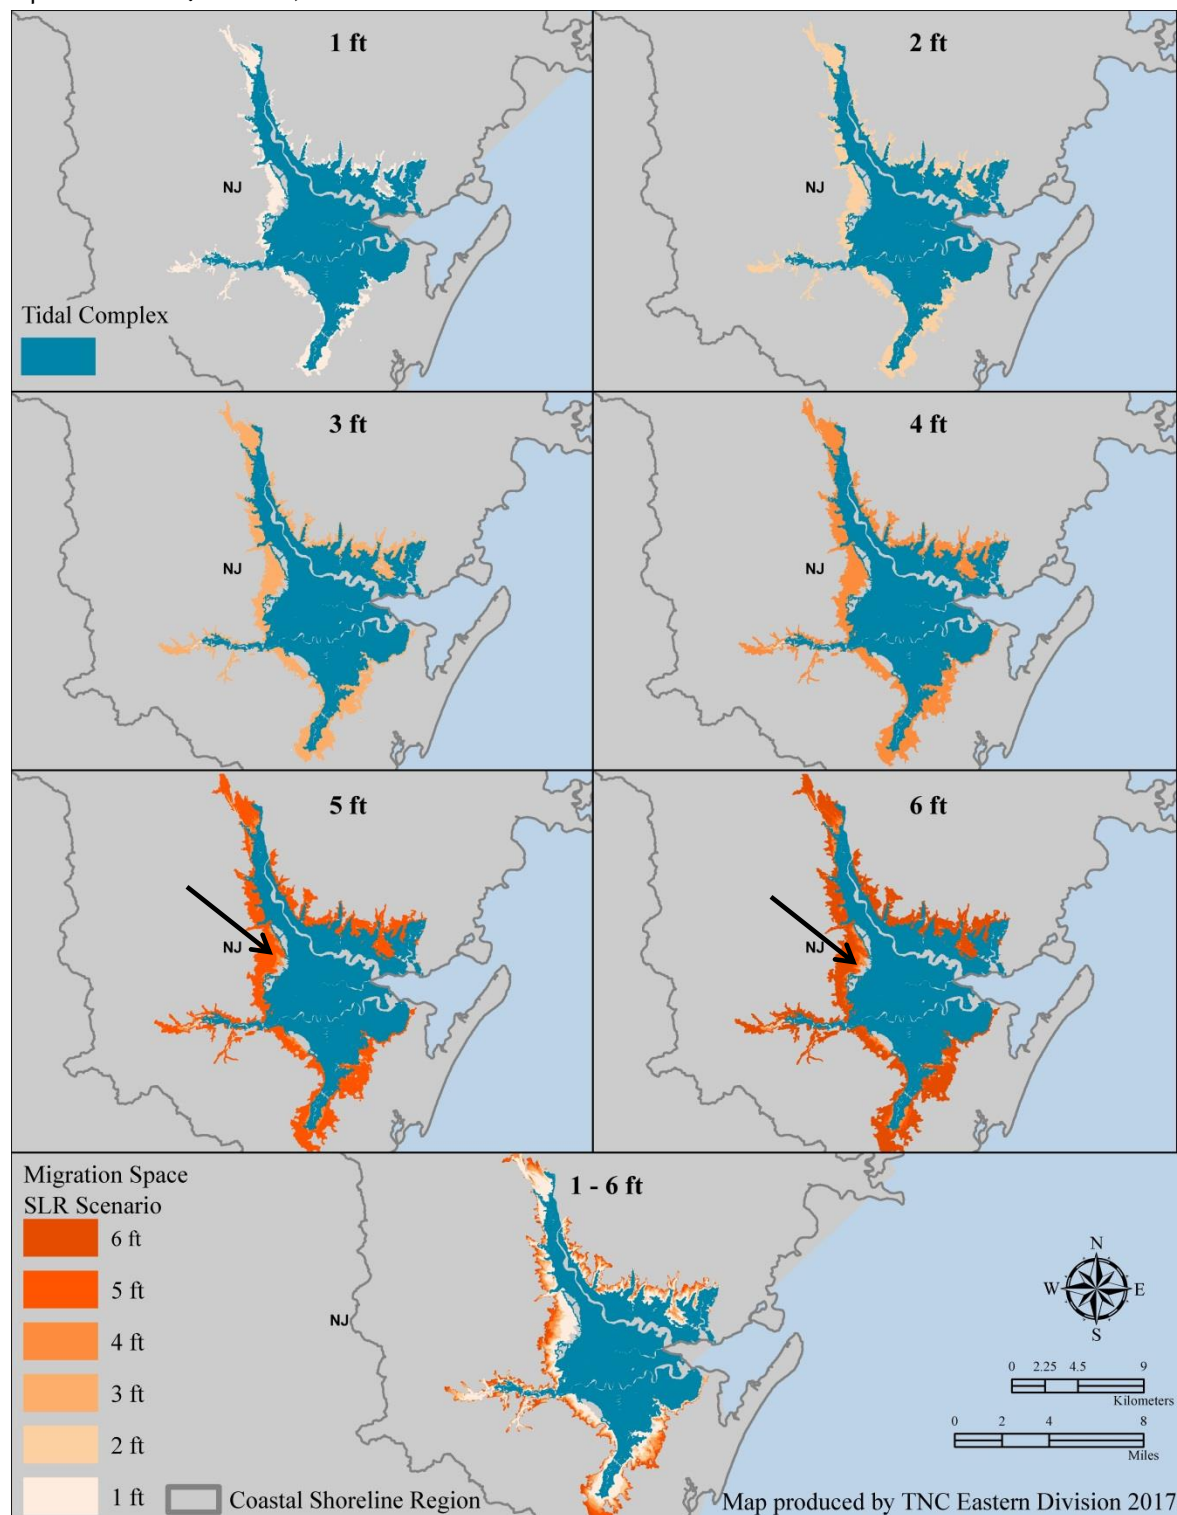 1 ft
2 ft
NJ
NJ
Tidal Complex
3 ft
4 ft
NJ
NJ
5 ft
6 ft
NJ
NJ
1 - 6 ft
Migration Space
SLR Scenario
6 ft
5 ft
4 ft
3 ft
2 ft
1 ft
NJ
N
W E
S
0 2.25 4.5 9
Kilometers
0 2 4 8
Miles
Coastal Shoreline Region
Map produced by TNC Eastern Division 2017